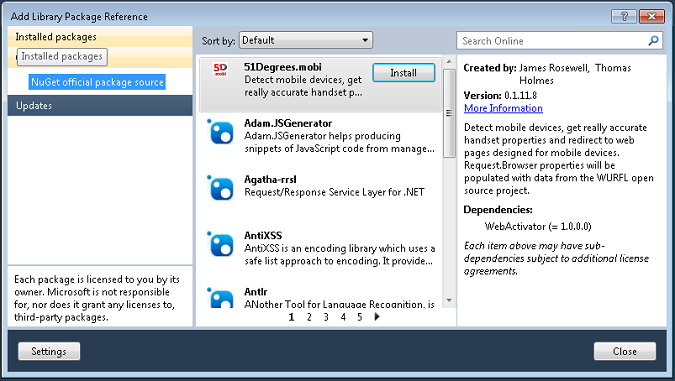 Add Library Package Reference
Installed packages
Installed packages
NuGet official package source
Updates
Each package is licensed to you by its
owner. Microsoft is not responsible
for, nor does it grant any licenses to,
third-party packages.
Sort by: Default
5D
.mobi
51Degrees.mobi
Detect mobile devices, get
really accurate handset p...
Install
Adam.JSGenerator
Adam.JSGenerator helps producing
snippets of JavaScript code from manage...
Agatha-rrsl
Request/Response Service Layer for .NET
AntiXSS
AntiXSS is an encoding library which uses a
safe list approach to encoding. It provide...
Antlr
ANother Tool for Language Recognition, is
1 2 3 4 5
Search Online
Created by: James Rosewell, Thomas
Holmes
Version: 0.1.11.8
More Information
Detect mobile devices, get really accurate
handset properties and redirect to web
pages designed for mobile devices.
Request.Browser properties will be
populated with data from the WURFL open
source project.
Dependencies:
WebActivator (= 1.0.0.0)
Each item above may have sub-
dependencies subject to additional license
agreements.
Settings
Close